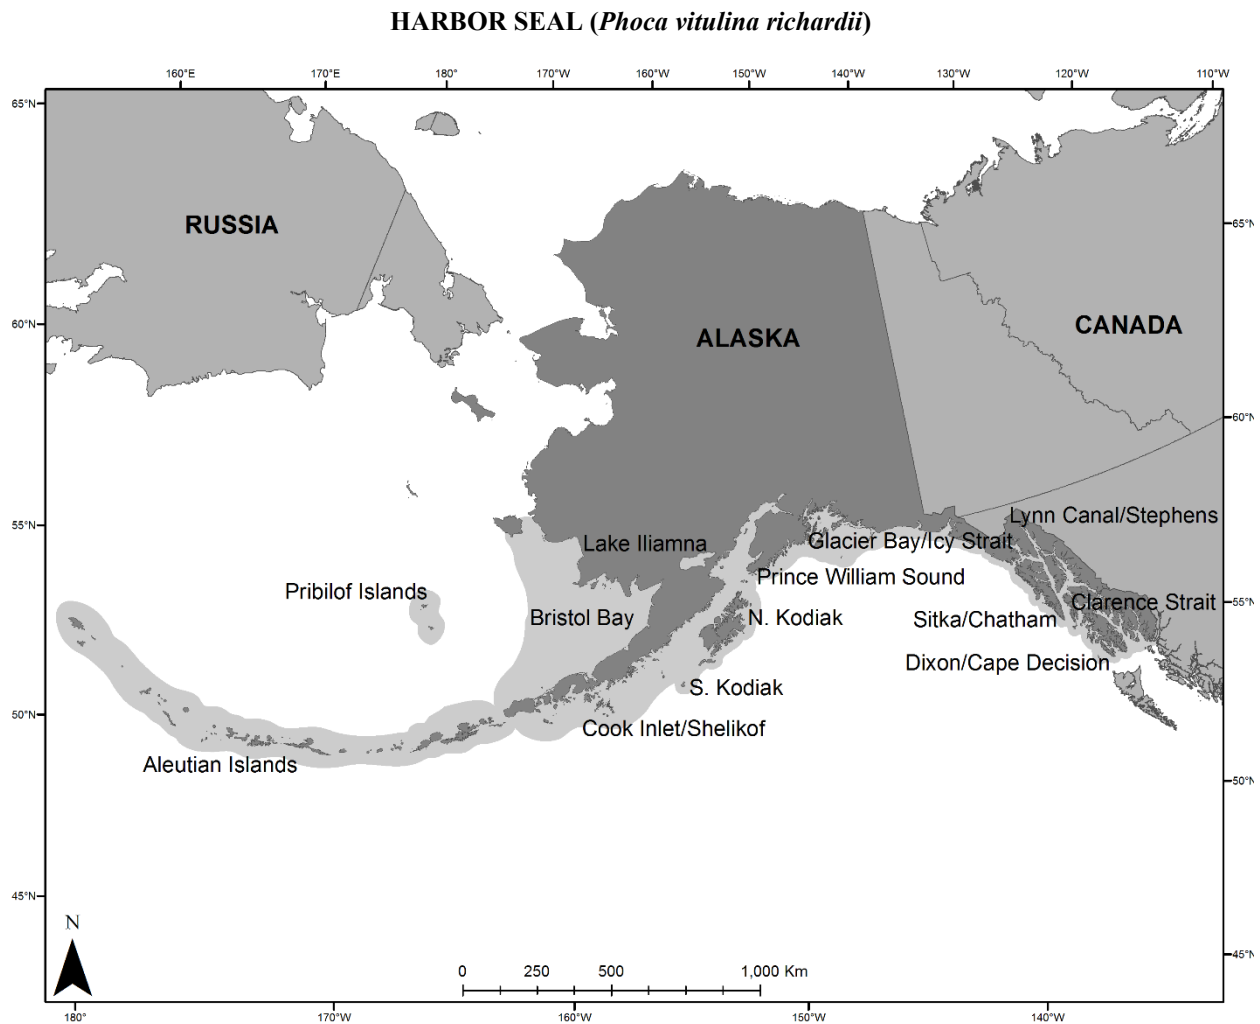 HARBOR SEAL (Phoca vitulina richardii)
160°E 170°E 180° 170°W 160°W 150°W 140°W 130°W 120°W 110°W
65°N
RUSSIA
65°N
60°N
ALASKA
CANADA
60°N
55°N
Lynn Canal/Stephens
Lake Iliamna
Glacier Bay/Icy Strait
Prince William Sound
Pribilof Islands
Clarence Strait
55°N
Bristol Bay
N. Kodiak
Sitka/Chatham
Dixon/Cape Decision
S. Kodiak
50°N
Cook Inlet/Shelikof
Aleutian Islands
50°N
45°N
N
45°N
0 250 500 1,000 Km
180° 170°W 160°W 150°W 140°W